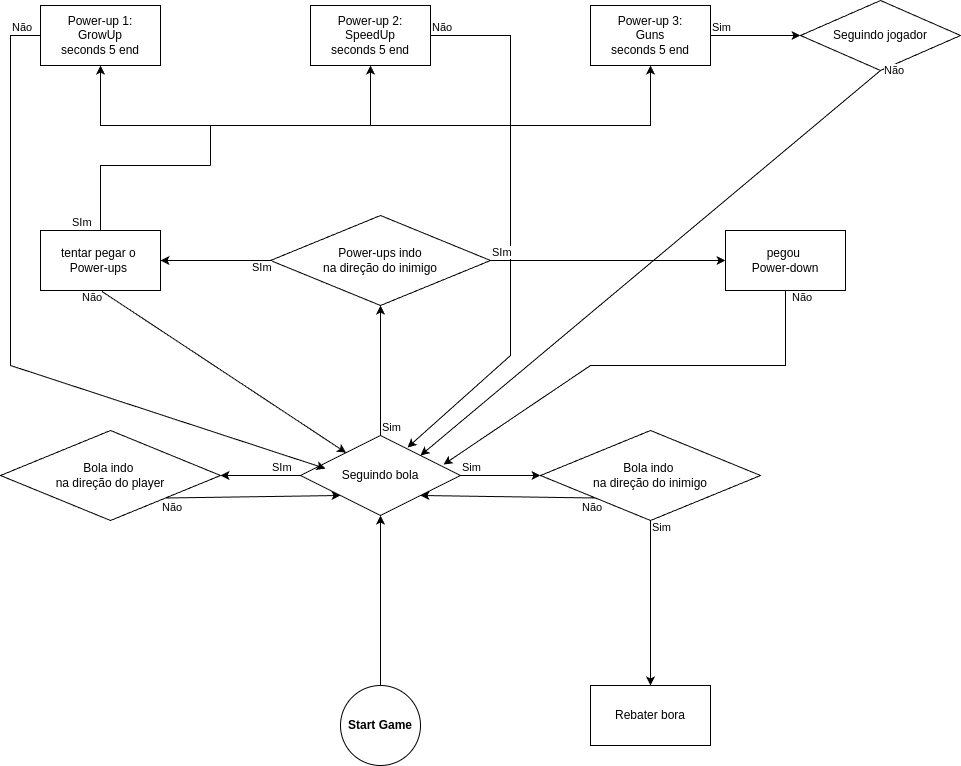 Não
Power-up 1:
GrowUp
seconds 5 end
Power-up 2:
SpeedUp
seconds 5 end
Não
Power-up 3:
Guns
seconds 5 end
Sim
Seguindo jogador
Não
SIm
tentar pegar o
Power-ups
Não
SIm
Power-ups indo
na direção do inimigo
SIm
pegou
Power-down
Não
Sim
Bola indo
na direção do player
Não
SIm
Seguindo bola
Sim
Bola indo
na direção do inimigo
Não
Sim
Start Game
Rebater bora